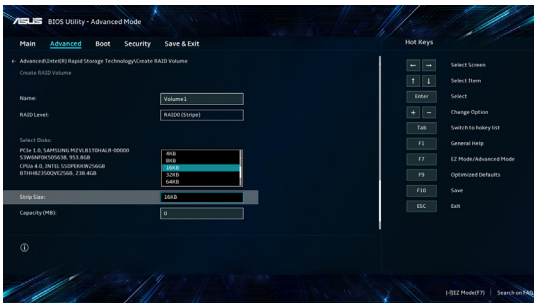 ASUS BIOS Utility - Advanced Mode
Main Advanced Boot Security Save & Exit
Hot Keys
← Advanced\Intel(R) Rapid Storage Technology\Create RAID Volume
Create RAID Volume
Name: Volume1
RAID Level: RAID0 (Stripe)
Select Disks:
PCIe 1.0, SAMSUNG MZVLB1T0HALR-00000
S3W6NF0K505638, 953.8GB
CPUa 4.0, INTEL SSDPEKKW256G8
BTHH82350QVE256B, 238.4GB
4KB
8KB
16KB
32KB
64KB
Strip Size: 16KB
Capacity (MB): 0
← → Select Screen
↑ ↓ Select Item
Enter Select
+ − Change Option
Tab Switch to hokey list
F1 General Help
F7 EZ Mode/Advanced Mode
F9 Optimized Defaults
F10 Save
ESC Exit
EZ Mode(F7) | Search on FAQ